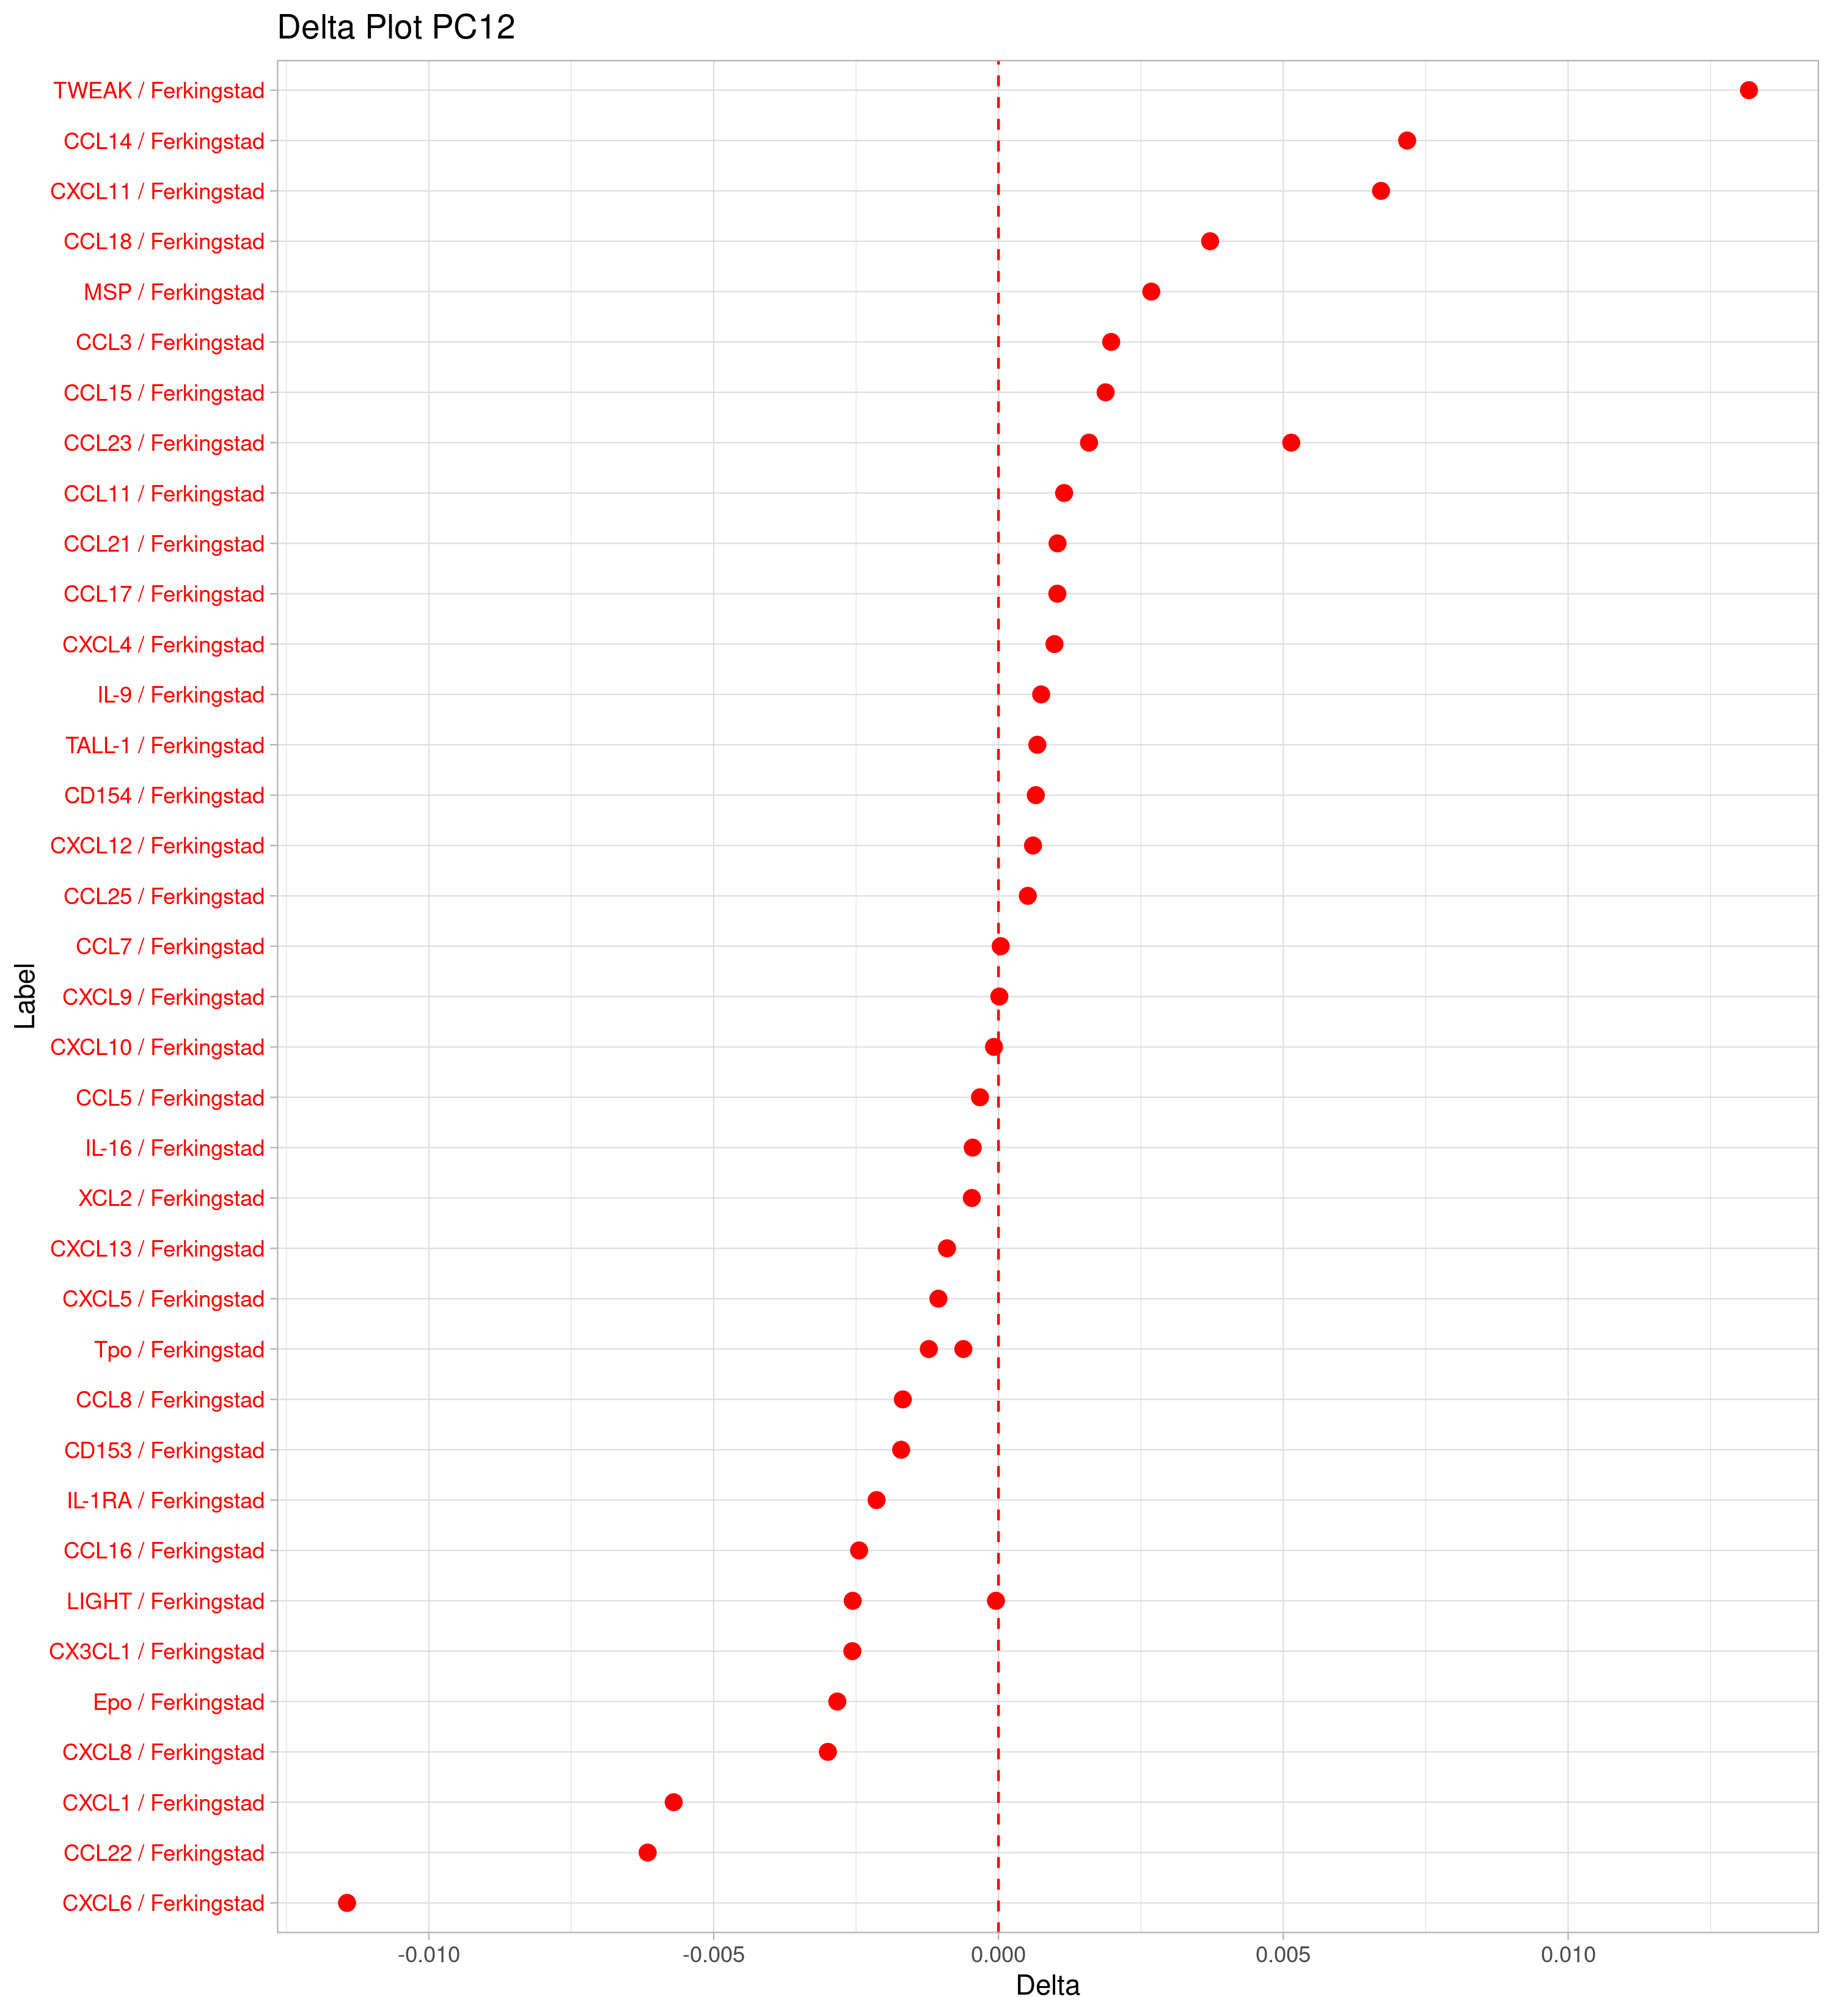 Delta Plot PC12
TWEAK / Ferkingstad
CCL14 / Ferkingstad
CXCL11 / Ferkingstad
CCL18 / Ferkingstad
MSP / Ferkingstad
CCL3 / Ferkingstad
CCL15 / Ferkingstad
CCL23 / Ferkingstad
CCL11 / Ferkingstad
CCL21 / Ferkingstad
CCL17 / Ferkingstad
CXCL4 / Ferkingstad
IL-9 / Ferkingstad
TALL-1 / Ferkingstad
CD154 / Ferkingstad
CXCL12 / Ferkingstad
CCL25 / Ferkingstad
CCL7 / Ferkingstad
CXCL9 / Ferkingstad
CXCL10 / Ferkingstad
CCL5 / Ferkingstad
IL-16 / Ferkingstad
XCL2 / Ferkingstad
CXCL13 / Ferkingstad
CXCL5 / Ferkingstad
Tpo / Ferkingstad
CCL8 / Ferkingstad
CD153 / Ferkingstad
IL-1RA / Ferkingstad
CCL16 / Ferkingstad
LIGHT / Ferkingstad
CX3CL1 / Ferkingstad
Epo / Ferkingstad
CXCL8 / Ferkingstad
CXCL1 / Ferkingstad
CCL22 / Ferkingstad
CXCL6 / Ferkingstad
Label
-0.010 -0.005 0.000 0.005 0.010
Delta